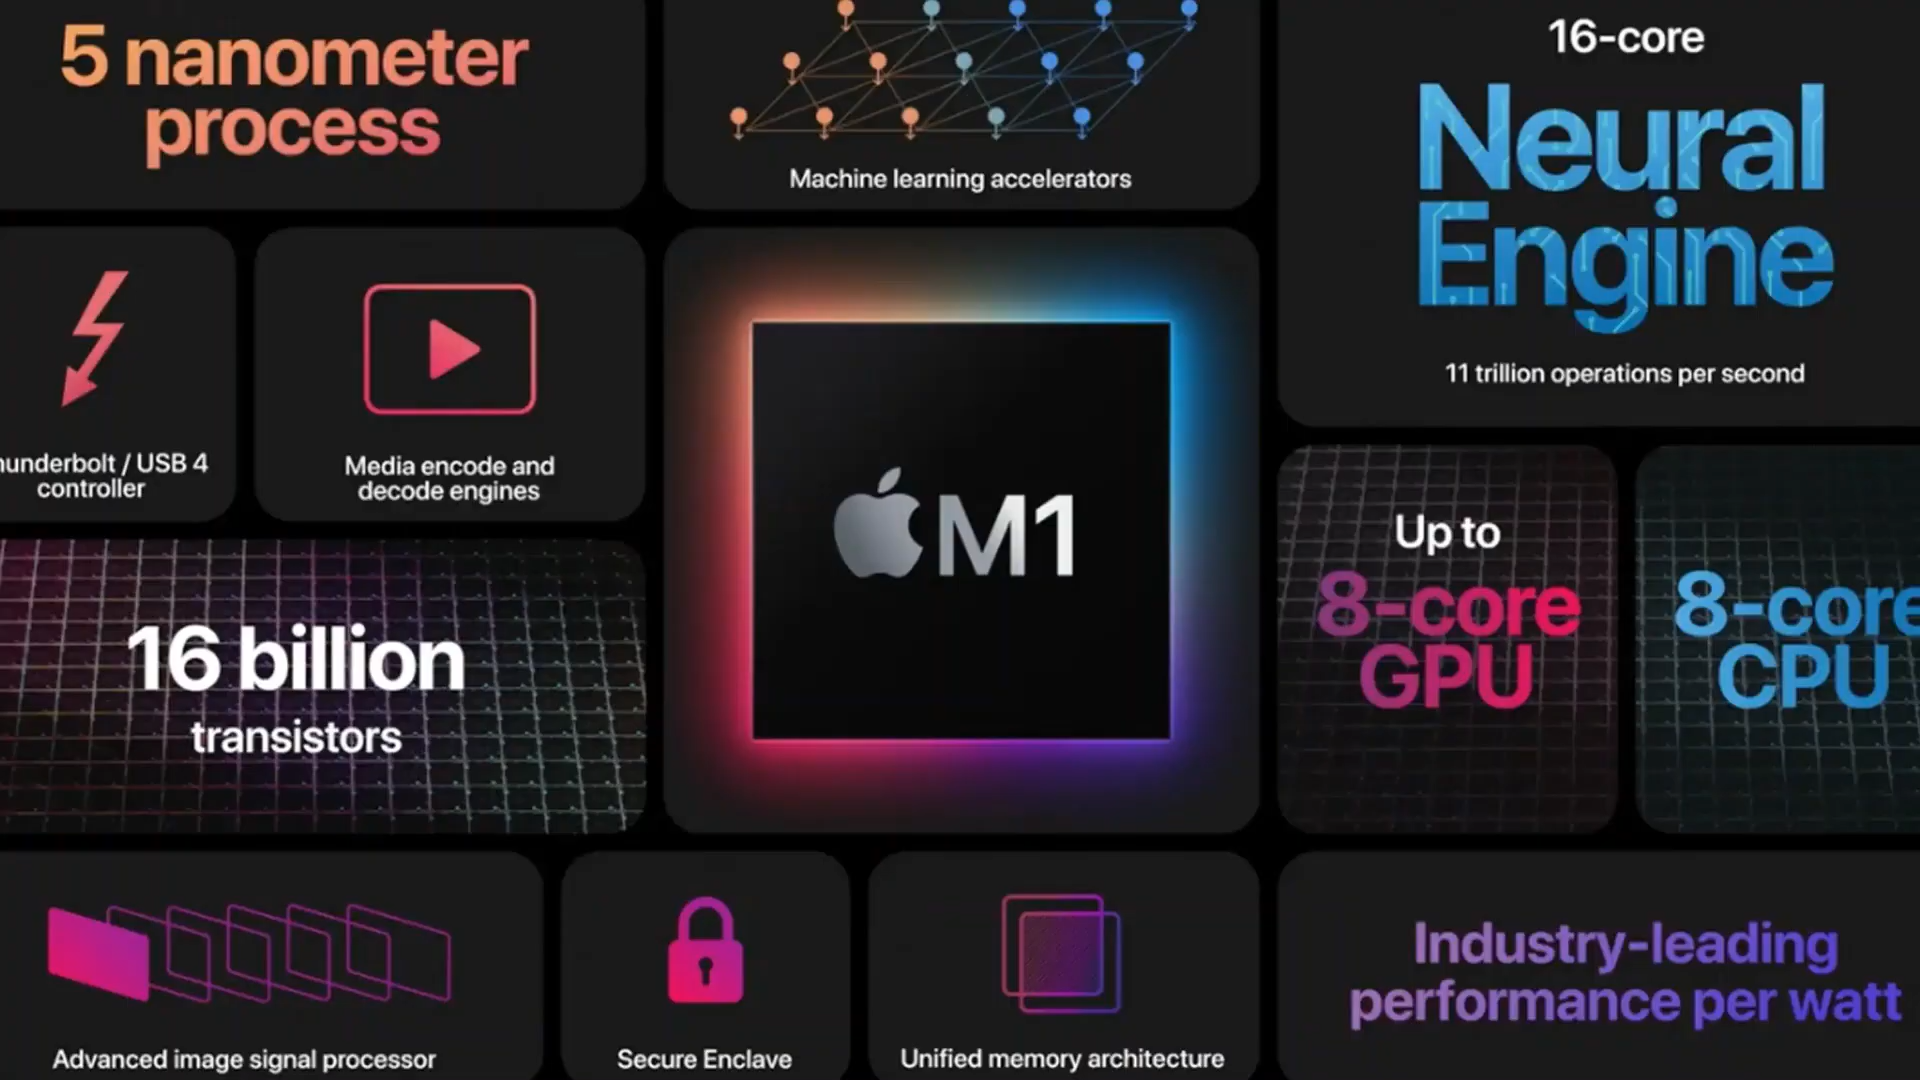 5 nanometer
process
Machine learning accelerators
16-core
Neural
Engine
11 trillion operations per second
/ USB 4
controller
Media encode and
decode engines
M1
Up to
8-core
GPU
8-core
CPU
16 billion
transistors
Advanced image signal processor
Secure Enclave
Unified memory architecture
Industry-leading
performance per watt